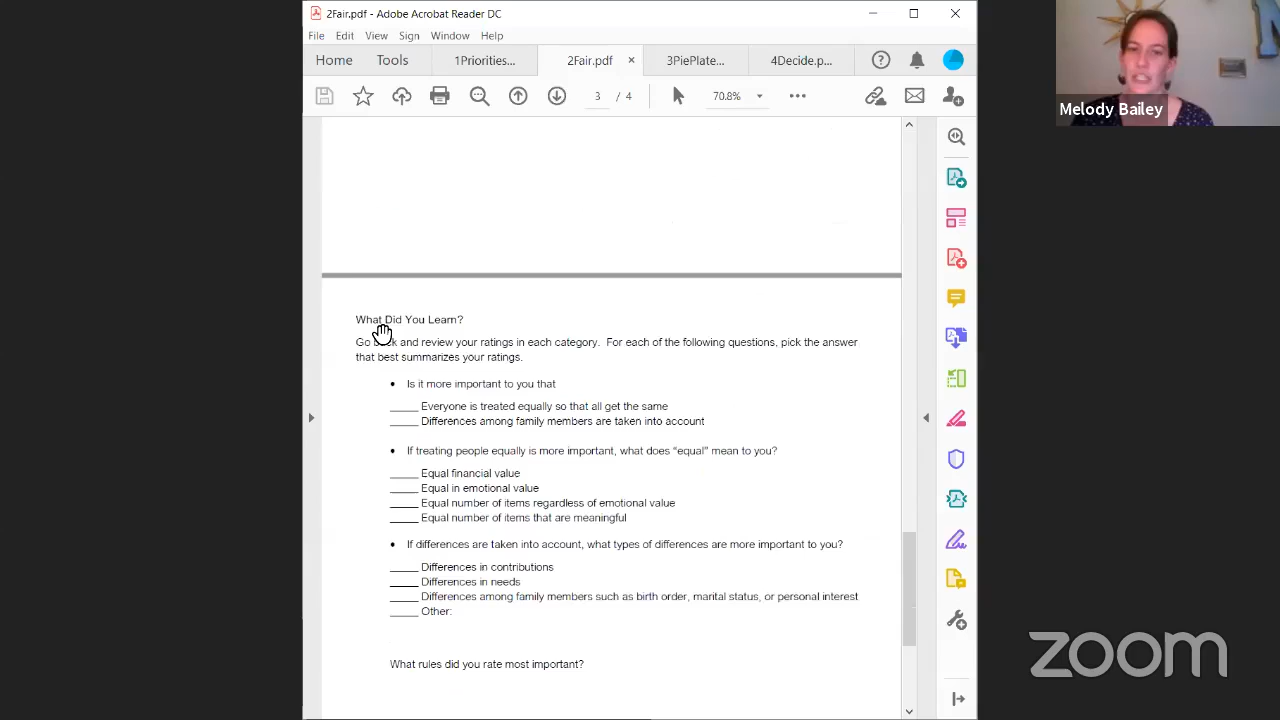 2Fair.pdf - Adobe Acrobat Reader DC
File Edit View Sign Window Help
Home Tools 1Priorities... 2Fair.pdf × 3PiePlate... 4Decide.p...
3 / 4 70.8%
Melody Bailey
What Did You Learn?
Go and review your ratings in each category. For each of the following questions, pick the answer
that best summarizes your ratings.
• Is it more important to you that
_____ Everyone is treated equally so that all get the same
_____ Differences among family members are taken into account
• If treating people equally is more important, what does “equal” mean to you?
_____ Equal financial value
_____ Equal in emotional value
_____ Equal number of items regardless of emotional value
_____ Equal number of items that are meaningful
• If differences are taken into account, what types of differences are more important to you?
_____ Differences in contributions
_____ Differences in needs
_____ Differences among family members such as birth order, marital status, or personal interest
_____ Other:
What rules did you rate most important?
zoom